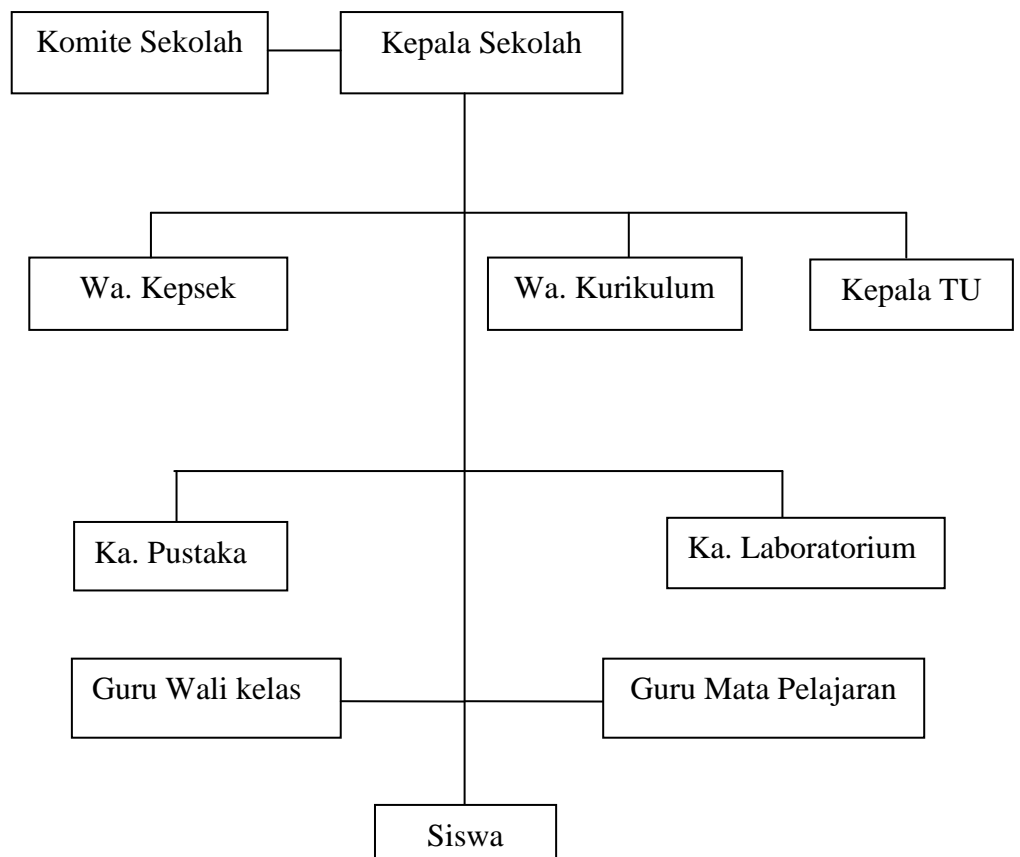 Komite Sekolah
Kepala Sekolah
Wa. Kepsek
Wa. Kurikulum
Kepala TU
Ka. Pustaka
Ka. Laboratorium
Guru Wali kelas
Guru Mata Pelajaran
Siswa